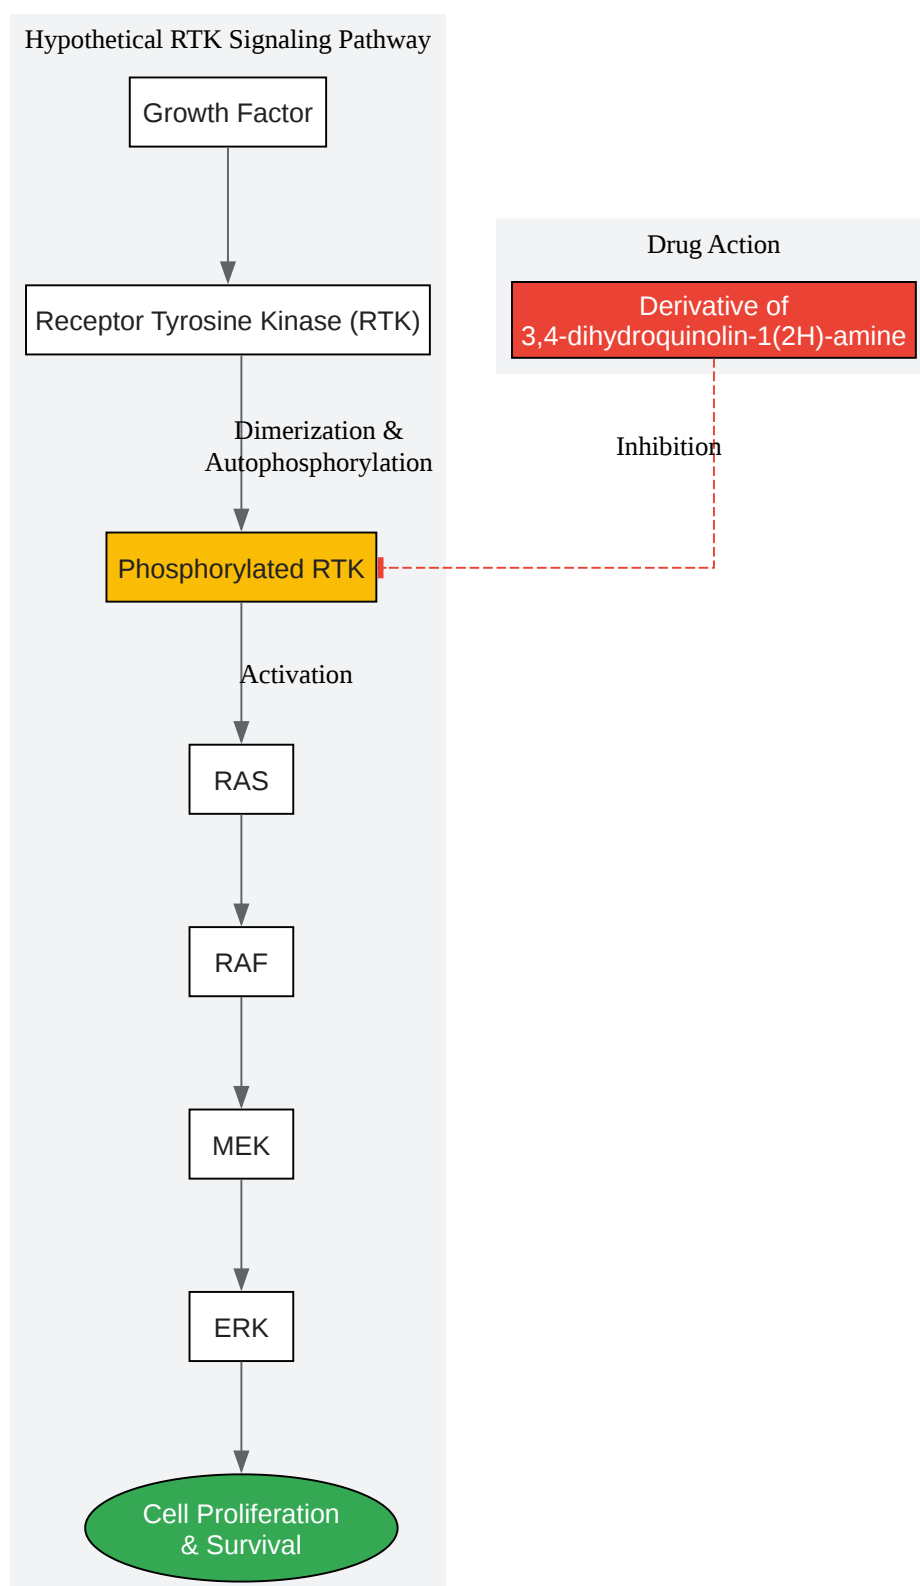 Hypothetical RTK Signaling Pathway
Growth Factor
Receptor Tyrosine Kinase (RTK)
Drug Action
Derivative of
3,4-dihydroquinolin-1(2H)-amine
Dimerization &
Autophosphorylation
Inhibition
Phosphorylated RTK
Activation
RAS
RAF
MEK
ERK
Cell Proliferation
& Survival